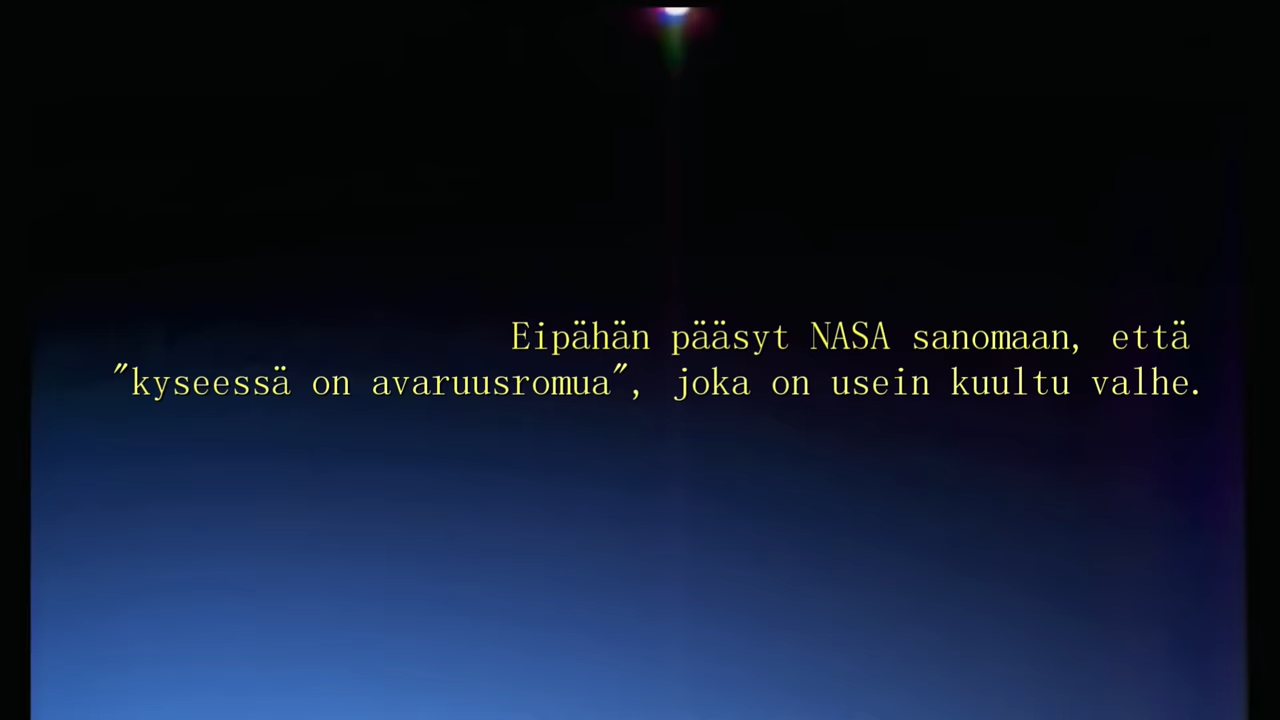 Eipähän pääsyt NASA sanomaan, että
"kyseessä on avaruusromua", joka on usein kuultu valhe.